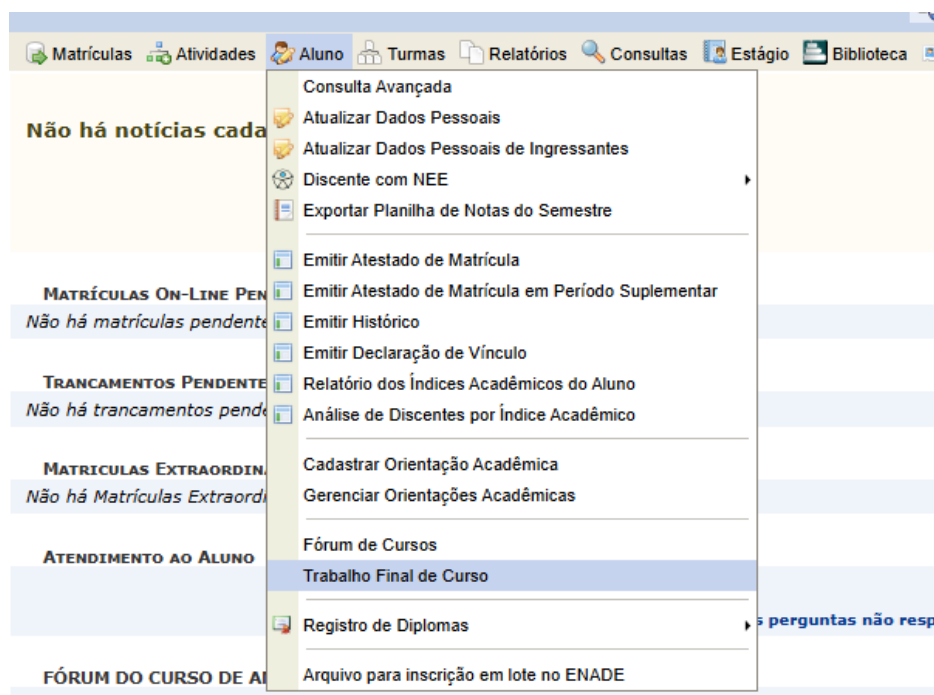 Matrículas Atividades Aluno Turmas Relatórios Consultas Estágio Biblioteca
Consulta Avançada
Atualizar Dados Pessoais
Atualizar Dados Pessoais de Ingressantes
Discente com NEE
Exportar Planilha de Notas do Semestre
Emitir Atestado de Matrícula
Emitir Atestado de Matrícula em Período Suplementar
Emitir Histórico
Emitir Declaração de Vínculo
Relatório dos Índices Acadêmicos do Aluno
Análise de Discentes por Índice Acadêmico
Cadastrar Orientação Acadêmica
Gerenciar Orientações Acadêmicas
Fórum de Cursos
Trabalho Final de Curso
Registro de Diplomas
Arquivo para inscrição em lote no ENADE
Não há notícias cada
MATRÍCULAS ON-LINE PEN
Não há matrículas pendente
TRANCAMENTOS PENDENTE
Não há trancamentos pende
MATRICULAS EXTRAORDIN
Não há Matrículas Extraordi
ATENDIMENTO AO ALUNO
s perguntas não resp
FÓRUM DO CURSO DE